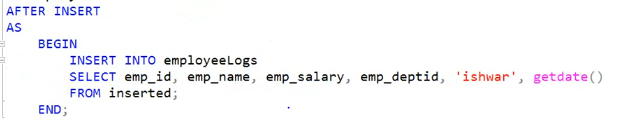 AFTER INSERT
AS
BEGIN
INSERT INTO employeeLogs
SELECT emp_id, emp_name, emp_salary, emp_deptid, 'ishwar', getdate()
FROM inserted;
END;